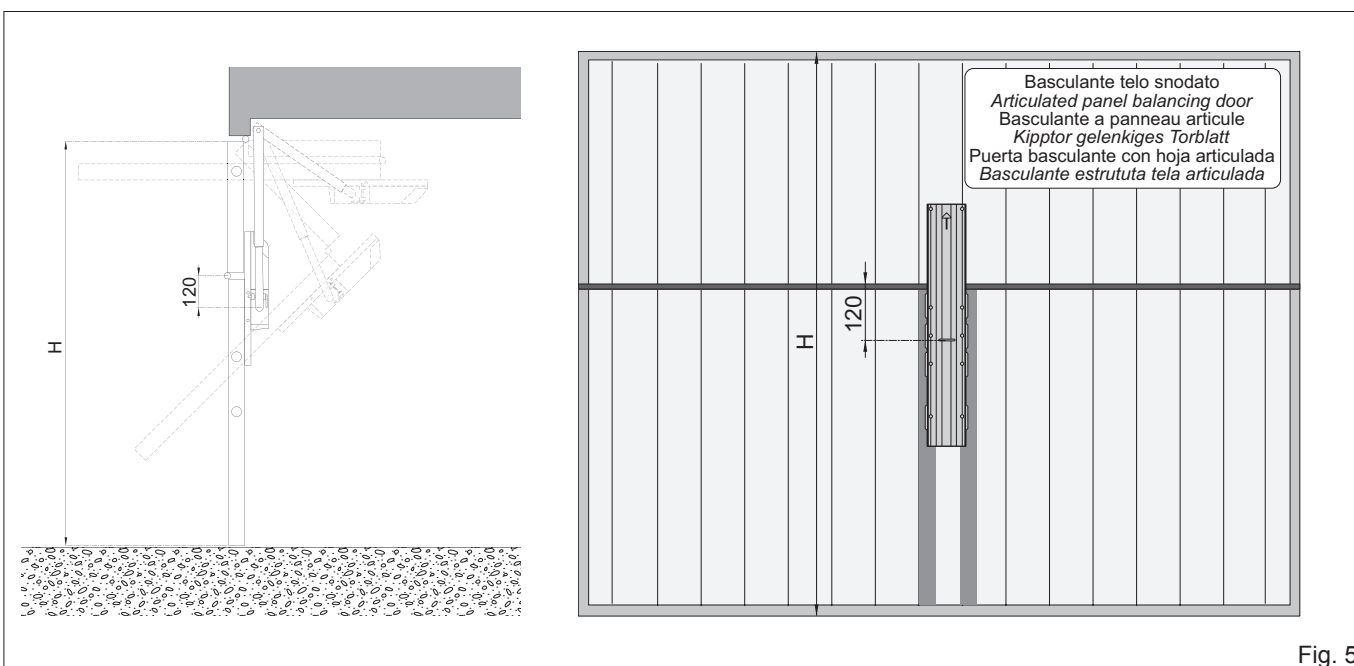 H
120
Basculante telo snodato
Articulated panel balancing door
Basculante a panneau articule
Kipptor gelenkiges Torblatt
Puerta basculante con hoja articulada
Basculante estrututa tela articulada
H
120
Fig. 5